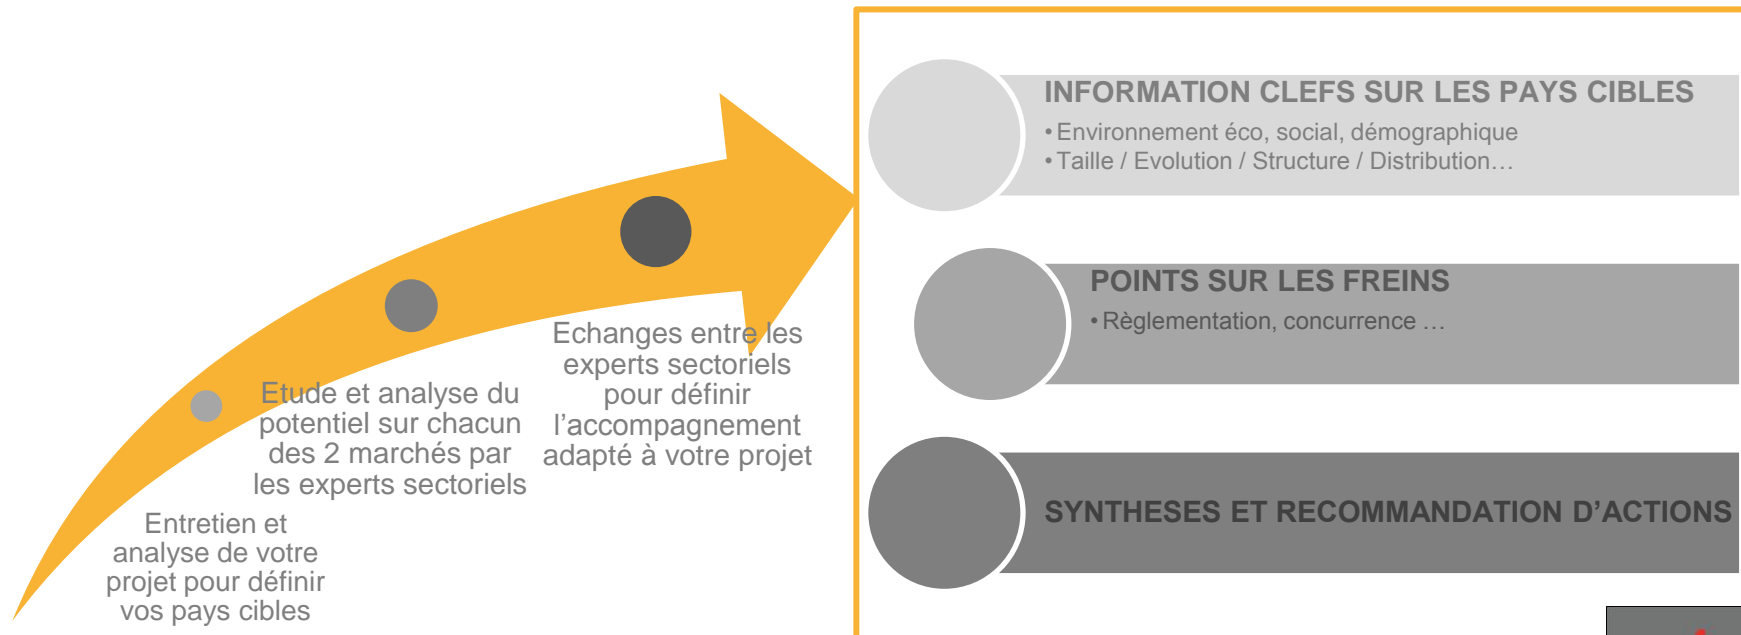 Entretien et
analyse de votre
projet pour définir
vos pays cibles
Etude et analyse du
potentiel sur chacun
des 2 marchés par
les experts sectoriels
Echanges entre les
experts sectoriels
pour définir
l’accompagnement
adapté à votre projet
INFORMATION CLEFS SUR LES PAYS CIBLES
• Environnement éco, social, démographique
• Taille / Evolution / Structure / Distribution…
POINTS SUR LES FREINS
• Règlementation, concurrence …
SYNTHESES ET RECOMMANDATION D’ACTIONS